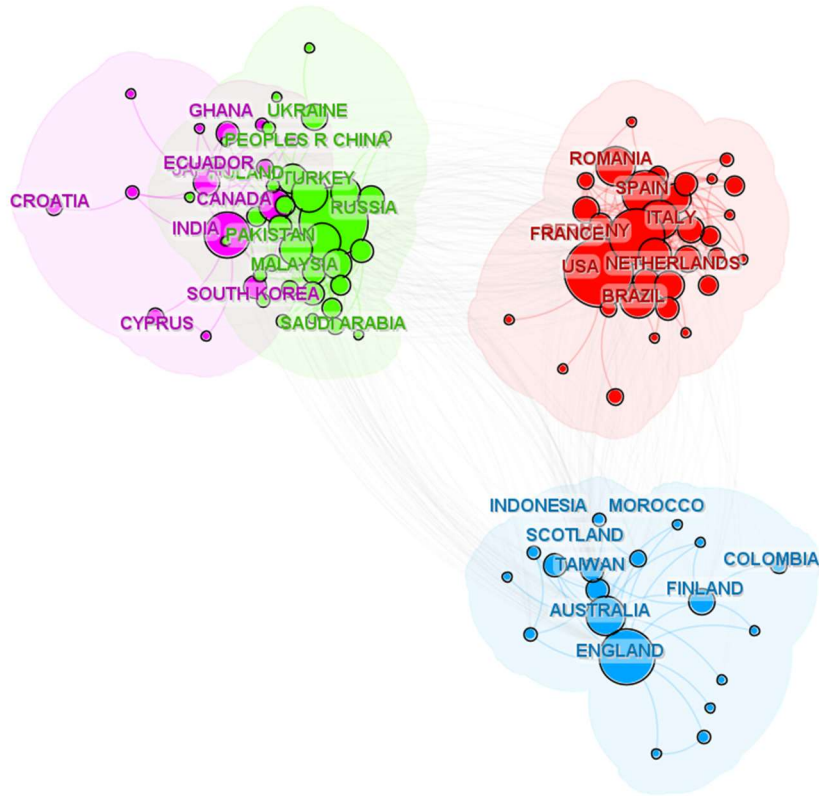 GHANA
UKRAINE
PEOPLES R CHINA
ECUADOR
TURKEY
CROATIA
CANADA
RUSSIA
INDIA
PAKISTAN
MALAYSIA
SOUTH KOREA
CYPRUS
SAUDI ARABIA
ROMANIA
SPAIN
ITALY
FRANCE
USA
NETHERLANDS
BRAZIL
INDONESIA
MOROCCO
SCOTLAND
TAIWAN
COLOMBIA
FINLAND
AUSTRALIA
ENGLAND